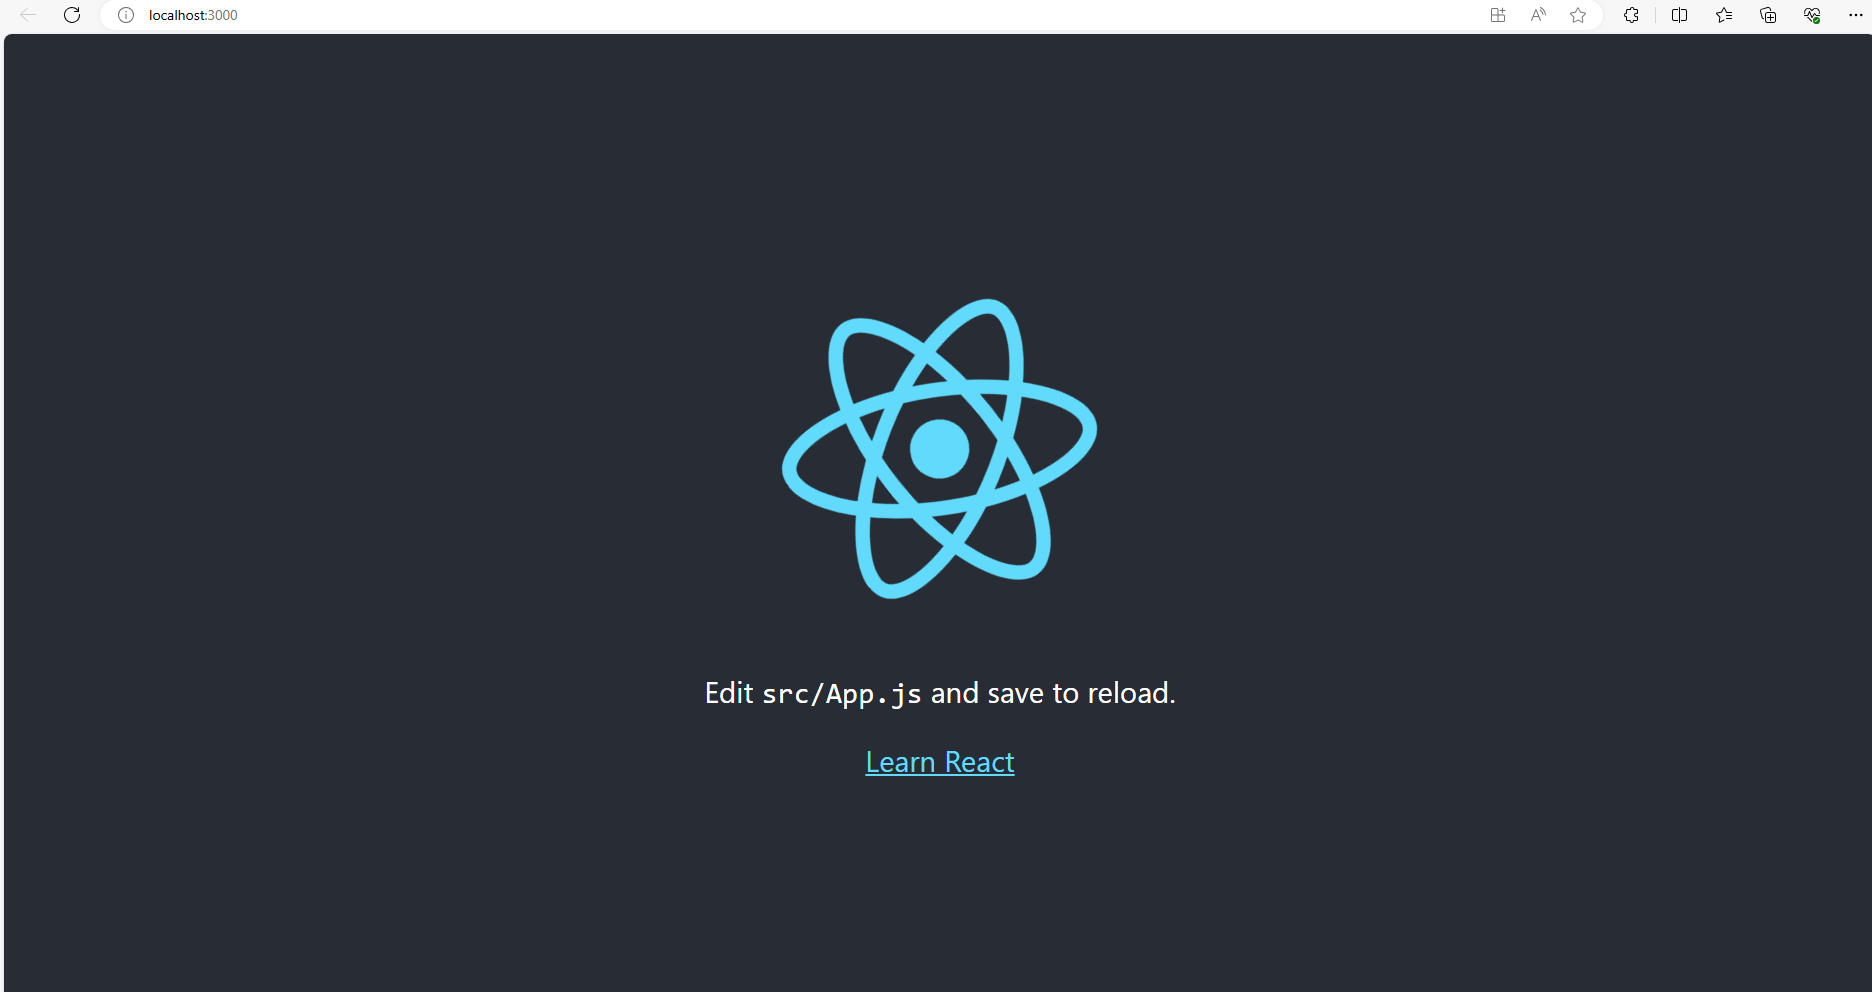 localhost:3000
Edit src/App.js and save to reload.
Learn React